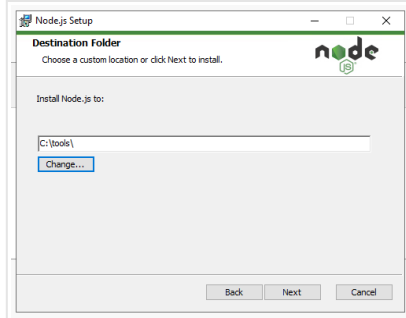 Node.js Setup
Destination Folder
Choose a custom location or click Next to install.
node
JS
Install Node.js to:
C:\tools\
Change...
Back Next Cancel